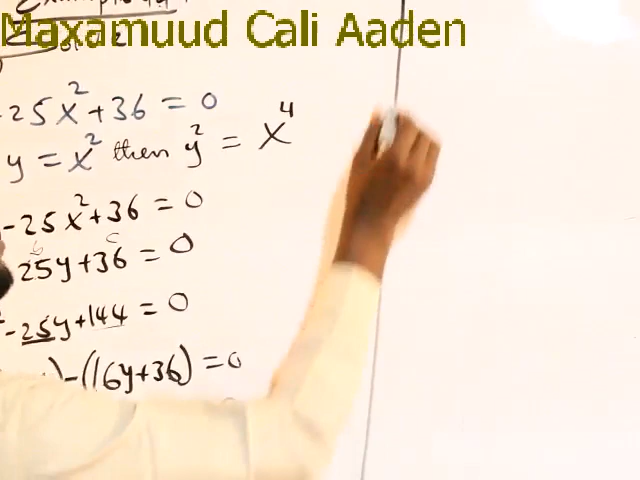 Maxamuud Cali Aaden
-25x²+36 = 0
y = x² then y² = x⁴
-25x²+36 = 0
b c
25y+36 = 0
-25y+144 = 0
)-(16y+36) = 0